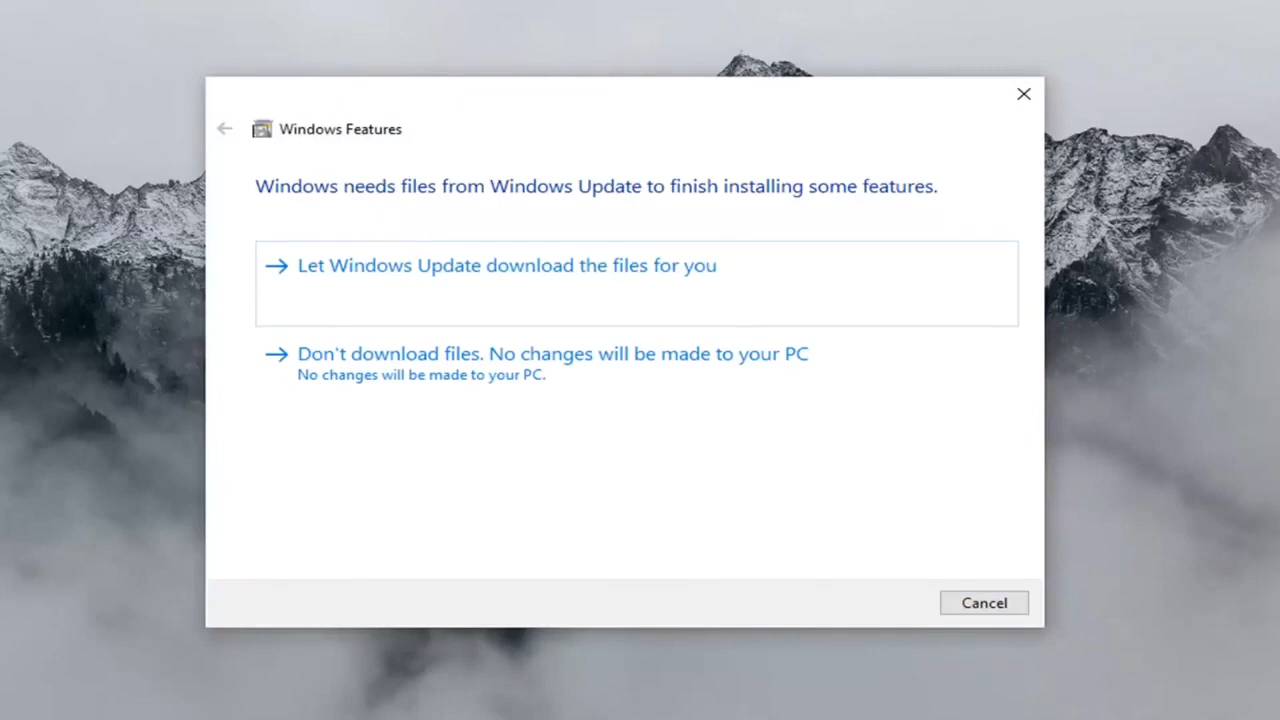 Windows Features
Windows needs files from Windows Update to finish installing some features.
Let Windows Update download the files for you
Don't download files. No changes will be made to your PC
No changes will be made to your PC.
Cancel